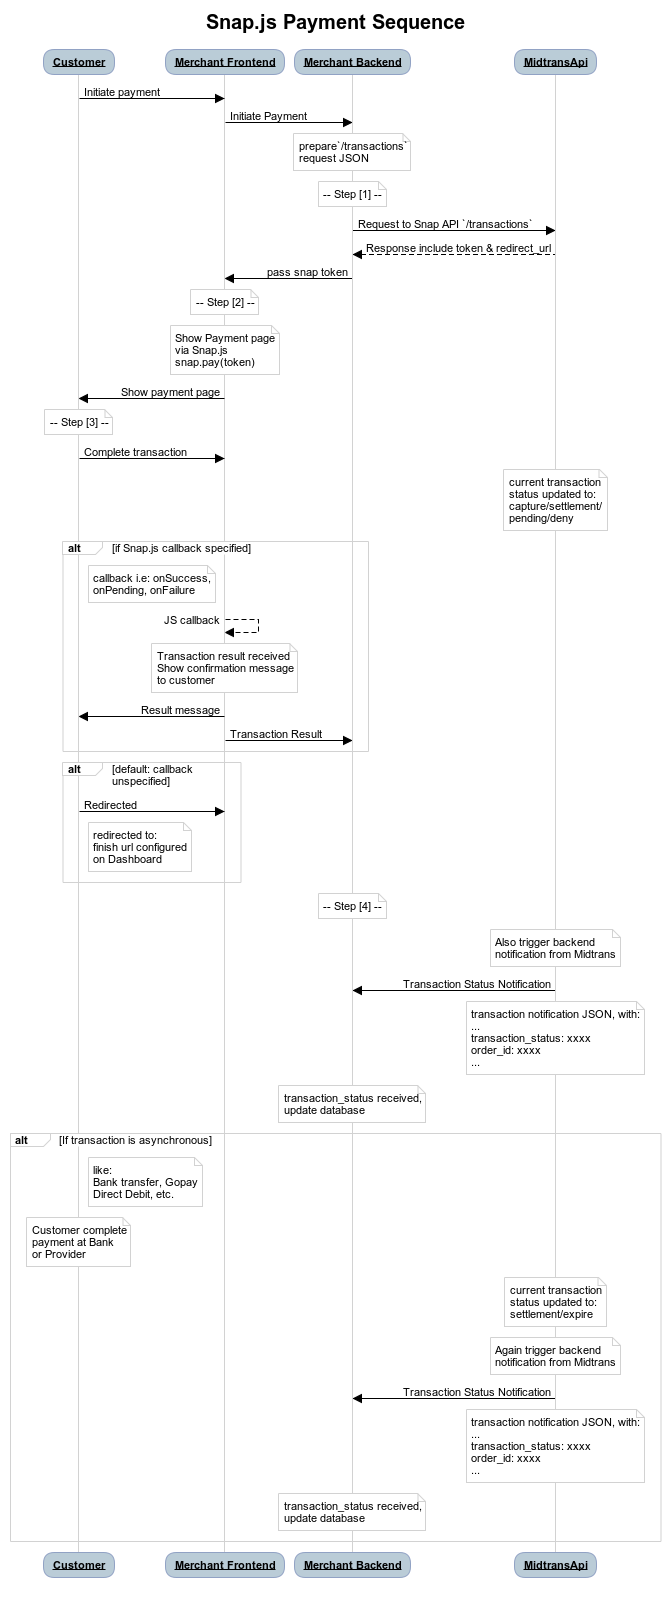 Snap.js Payment Sequence
Customer
Merchant Frontend
Merchant Backend
MidtransApi
Initiate payment
Initiate Payment
prepare`/transactions`
request JSON
-- Step [1] --
Request to Snap API `/transactions`
Response include token & redirect_url
pass snap token
-- Step [2] --
Show Payment page
via Snap.js
snap.pay(token)
Show payment page
-- Step [3] --
Complete transaction
current transaction
status updated to:
capture/settlement/
pending/deny
alt
[if Snap.js callback specified]
callback i.e: onSuccess,
onPending, onFailure
JS callback
Transaction result received
Show confirmation message
to customer
Result message
Transaction Result
alt
[default: callback
unspecified]
Redirected
redirected to:
finish url configured
on Dashboard
-- Step [4] --
Also trigger backend
notification from Midtrans
Transaction Status Notification
transaction notification JSON, with:
...
transaction_status: xxxx
order_id: xxxx
...
transaction_status received,
update database
alt
[If transaction is asynchronous]
like:
Bank transfer, Gopay
Direct Debit, etc.
Customer complete
payment at Bank
or Provider
current transaction
status updated to:
settlement/expire
Again trigger backend
notification from Midtrans
Transaction Status Notification
transaction notification JSON, with:
...
transaction_status: xxxx
order_id: xxxx
...
transaction_status received,
update database
Customer
Merchant Frontend
Merchant Backend
MidtransApi